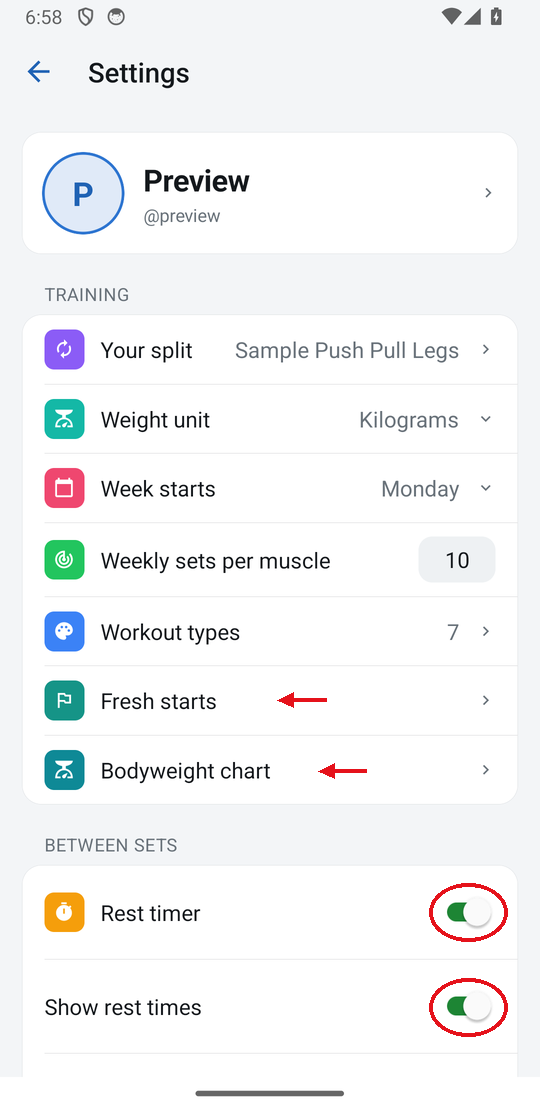 6:58
Settings
P
Preview
@preview
TRAINING
Your split Sample Push Pull Legs
Weight unit Kilograms
Week starts Monday
Weekly sets per muscle 10
Workout types 7
Fresh starts
Bodyweight chart
BETWEEN SETS
Rest timer
Show rest times